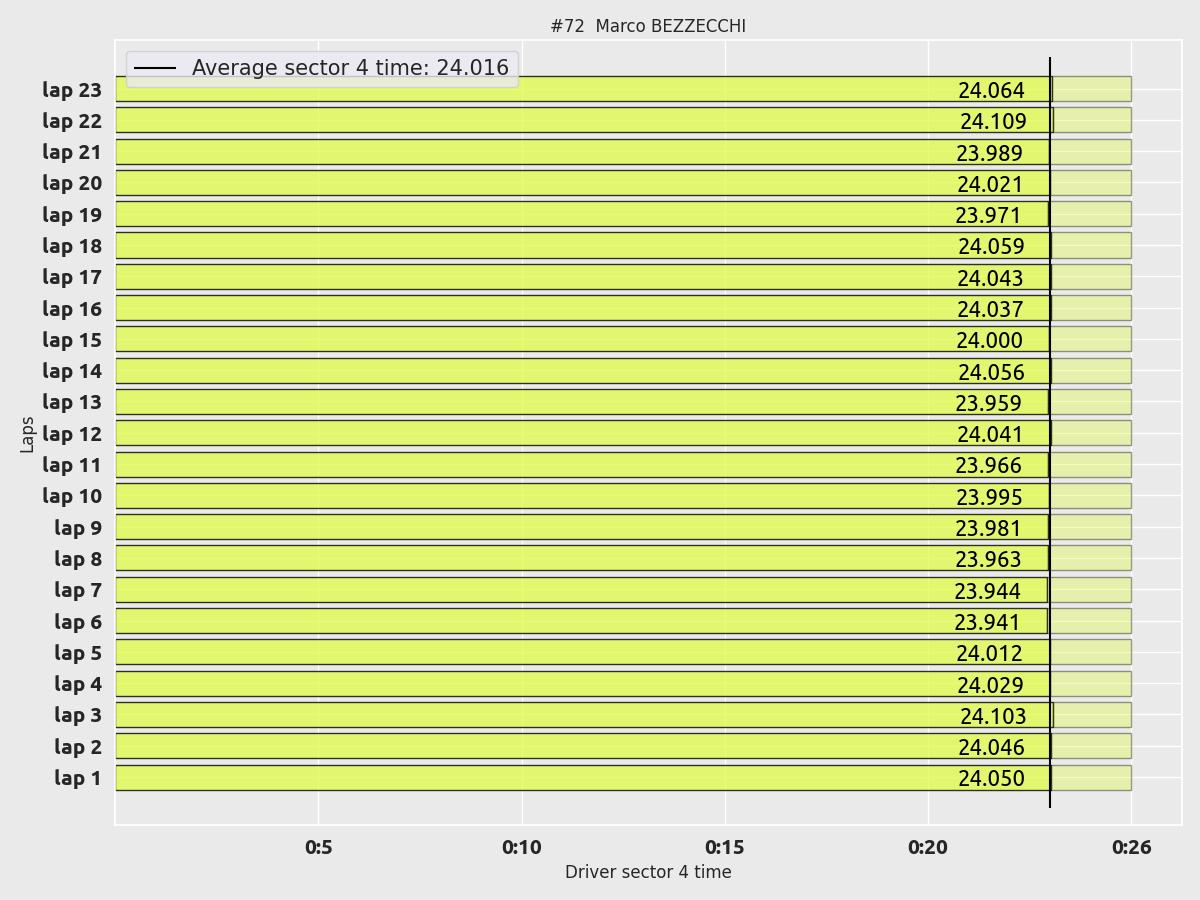 #72  Marco BEZZECCHI
Average sector 4 time: 24.016
lap 23 24.064
lap 22 24.109
lap 21 23.989
lap 20 24.021
lap 19 23.971
lap 18 24.059
lap 17 24.043
lap 16 24.037
lap 15 24.000
lap 14 24.056
lap 13 23.959
lap 12 24.041
lap 11 23.966
lap 10 23.995
lap 9 23.981
lap 8 23.963
lap 7 23.944
lap 6 23.941
lap 5 24.012
lap 4 24.029
lap 3 24.103
lap 2 24.046
lap 1 24.050
Laps
0:5 0:10 0:15 0:20 0:26
Driver sector 4 time